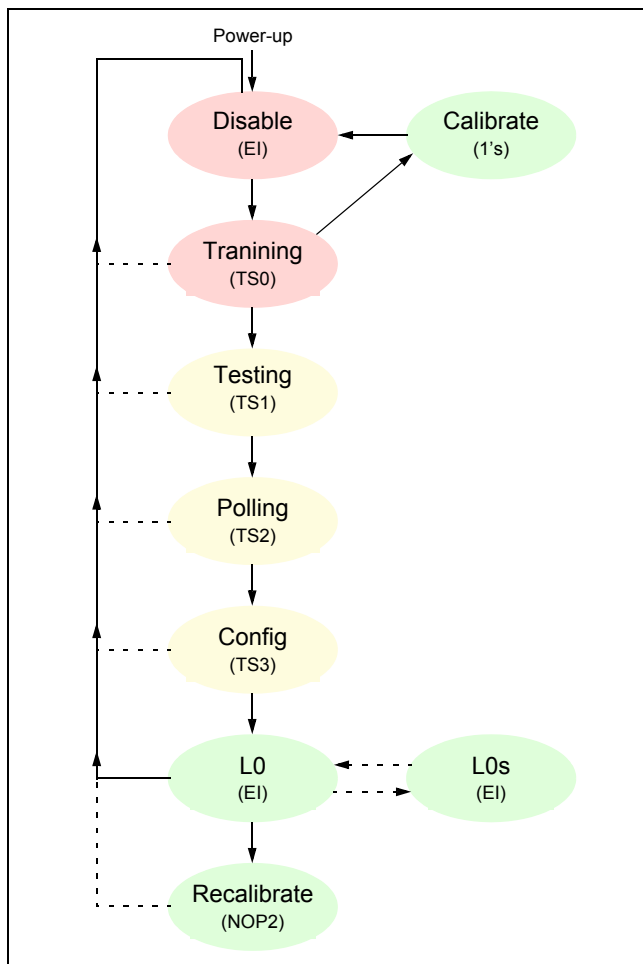 Power-up
Disable
(EI)
Calibrate
(1's)
Tranining
(TS0)
Testing
(TS1)
Polling
(TS2)
Config
(TS3)
L0
(EI)
L0s
(EI)
Recalibrate
(NOP2)